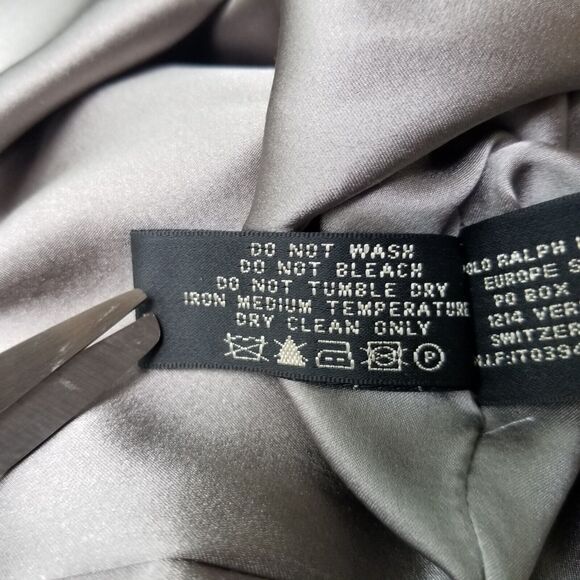 DO NOT WASH
DO NOT BLEACH
DO NOT TUMBLE DRY
IRON MEDIUM TEMPERATURE
DRY CLEAN ONLY
P
RALPH
EUROPE
PO BOX
1214